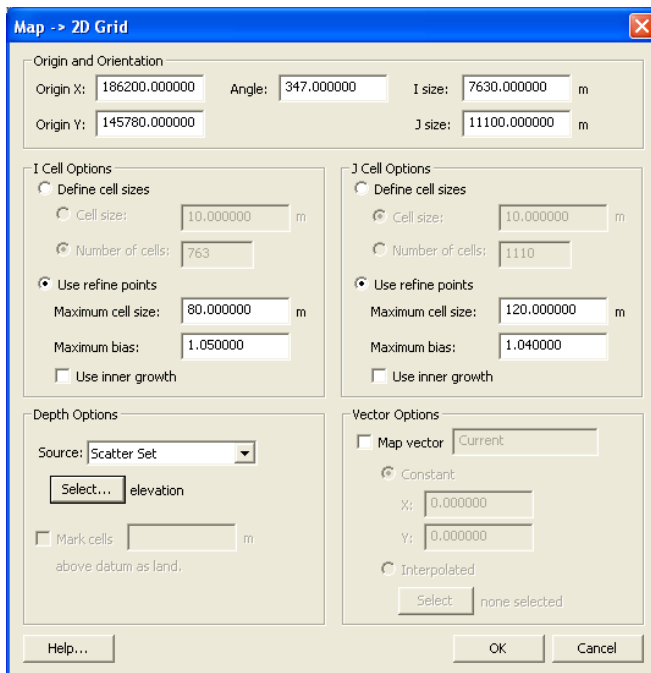 Map -> 2D Grid
Origin and Orientation
Origin X: 186200.000000 Angle: 347.000000 I size: 7630.000000 m
Origin Y: 145780.000000 J size: 11100.000000 m
I Cell Options
Define cell sizes
Cell size: 10.000000 m
Number of cells: 763
Use refine points
Maximum cell size: 80.000000 m
Maximum bias: 1.050000
Use inner growth
J Cell Options
Define cell sizes
Cell size: 10.000000 m
Number of cells: 1110
Use refine points
Maximum cell size: 120.000000 m
Maximum bias: 1.040000
Use inner growth
Depth Options
Source: Scatter Set
Select... elevation
Mark cells m
above datum as land.
Vector Options
Map vector Current
Constant
X: 0.000000
Y: 0.000000
Interpolated
Select none selected
Help... OK Cancel